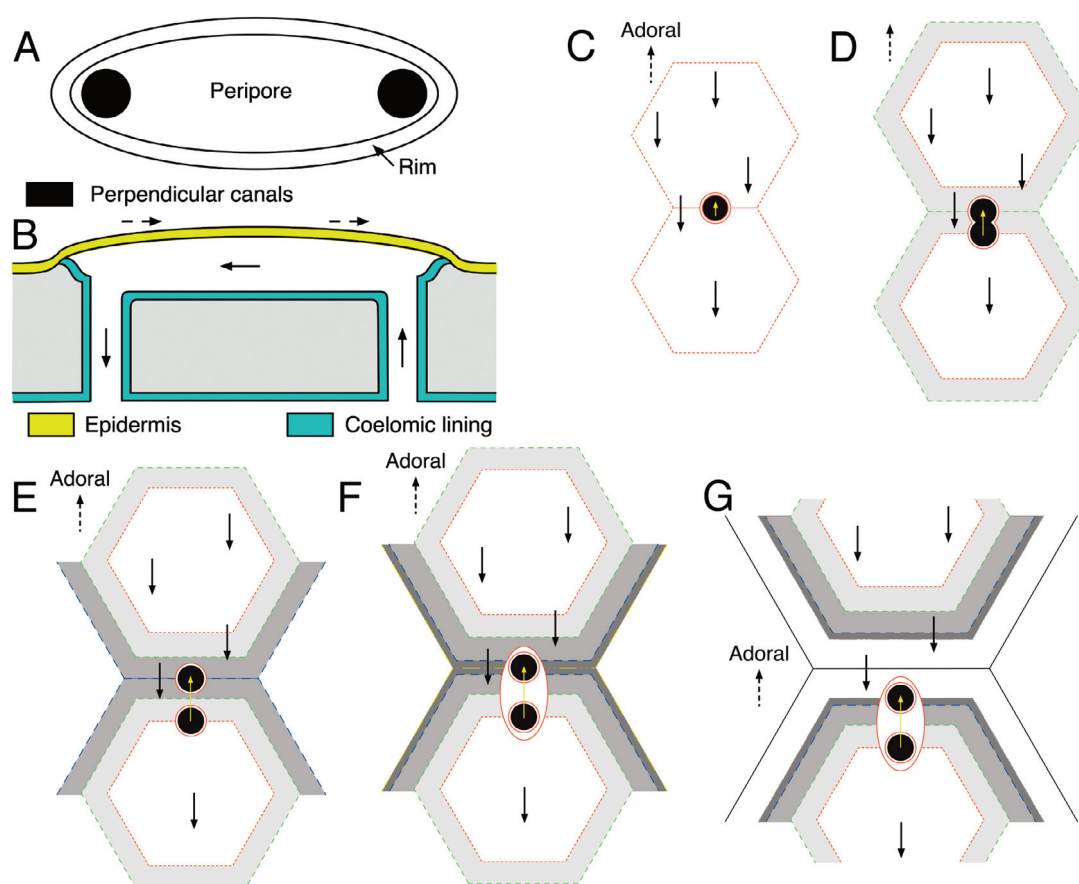 A
Peripore
Rim
Perpendicular canals
B
Epidermis
Coelomic lining
C
Adoral
D
E
Adoral
F
Adoral
G
Adoral